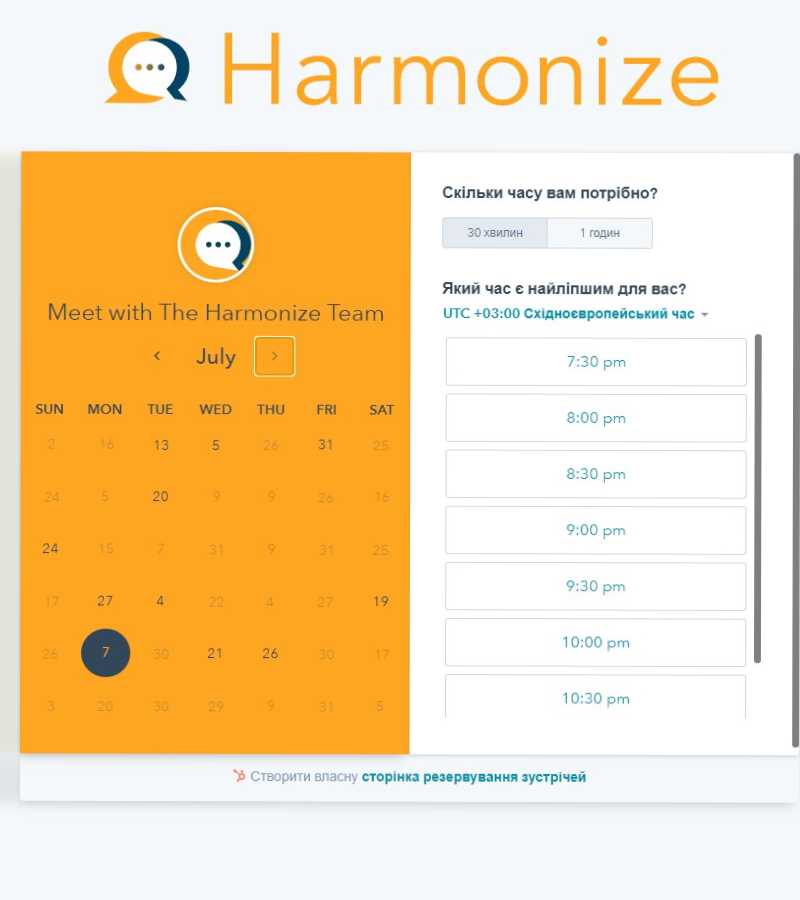 Harmonize
Meet with The Harmonize Team
July
SUN MON TUE WED THU FRI SAT
2 16 13 5 26 31 25
24 5 20 9 9 26 16
24 15 7 31 9 31 25
17 27 4 22 4 27 19
26 7 30 21 26 30 17
3 20 30 29 9 31 5
Скільки часу вам потрібно?
30 хвилин 1 годин
Який час є найліпшим для вас?
UTC +03:00 Східноєвропейський час
7:30 pm
8:00 pm
8:30 pm
9:00 pm
9:30 pm
10:00 pm
10:30 pm
Створити власну сторінка резервування зустрічей